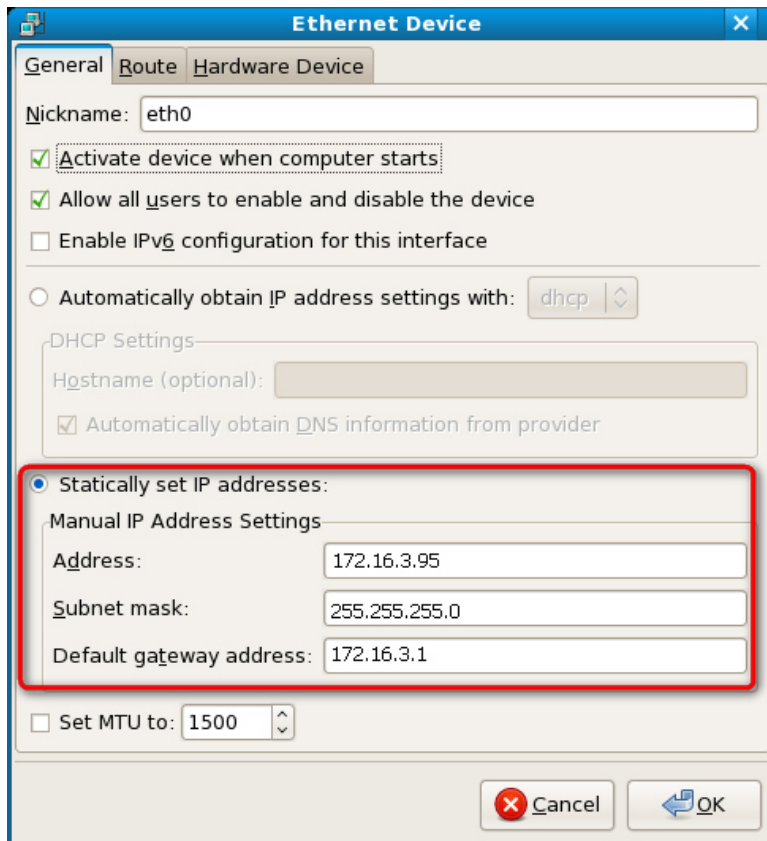 Ethernet Device
General Route Hardware Device
Nickname: eth0
Activate device when computer starts
Allow all users to enable and disable the device
Enable IPv6 configuration for this interface
Automatically obtain IP address settings with: dhcp
DHCP Settings
Hostname (optional):
Automatically obtain DNS information from provider
Statically set IP addresses:
Manual IP Address Settings
Address: 172.16.3.95
Subnet mask: 255.255.255.0
Default gateway address: 172.16.3.1
Set MTU to: 1500
Cancel OK